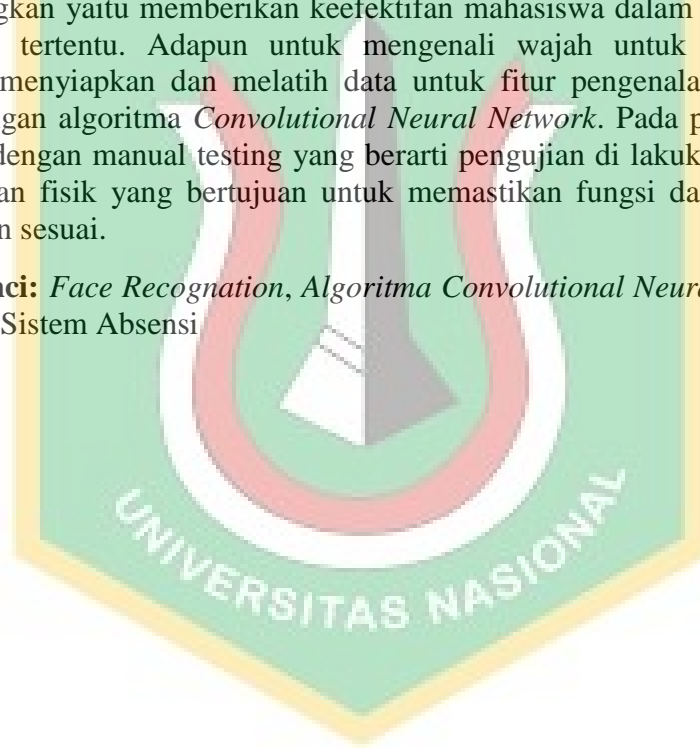 gkan yaitu memberikan keefektifan mahasiswa dalam
tertentu. Adapun untuk mengenali wajah untuk
menyiapkan dan melatih data untuk fitur pengenala
gan algoritma Convolutional Neural Network. Pada p
dengan manual testing yang berarti pengujian di lakuk
an fisik yang bertujuan untuk memastikan fungsi da
n sesuai.
nci: Face Recognation, Algoritma Convolutional Neur
Sistem Absensi
UNIVERSITAS NASIONAL